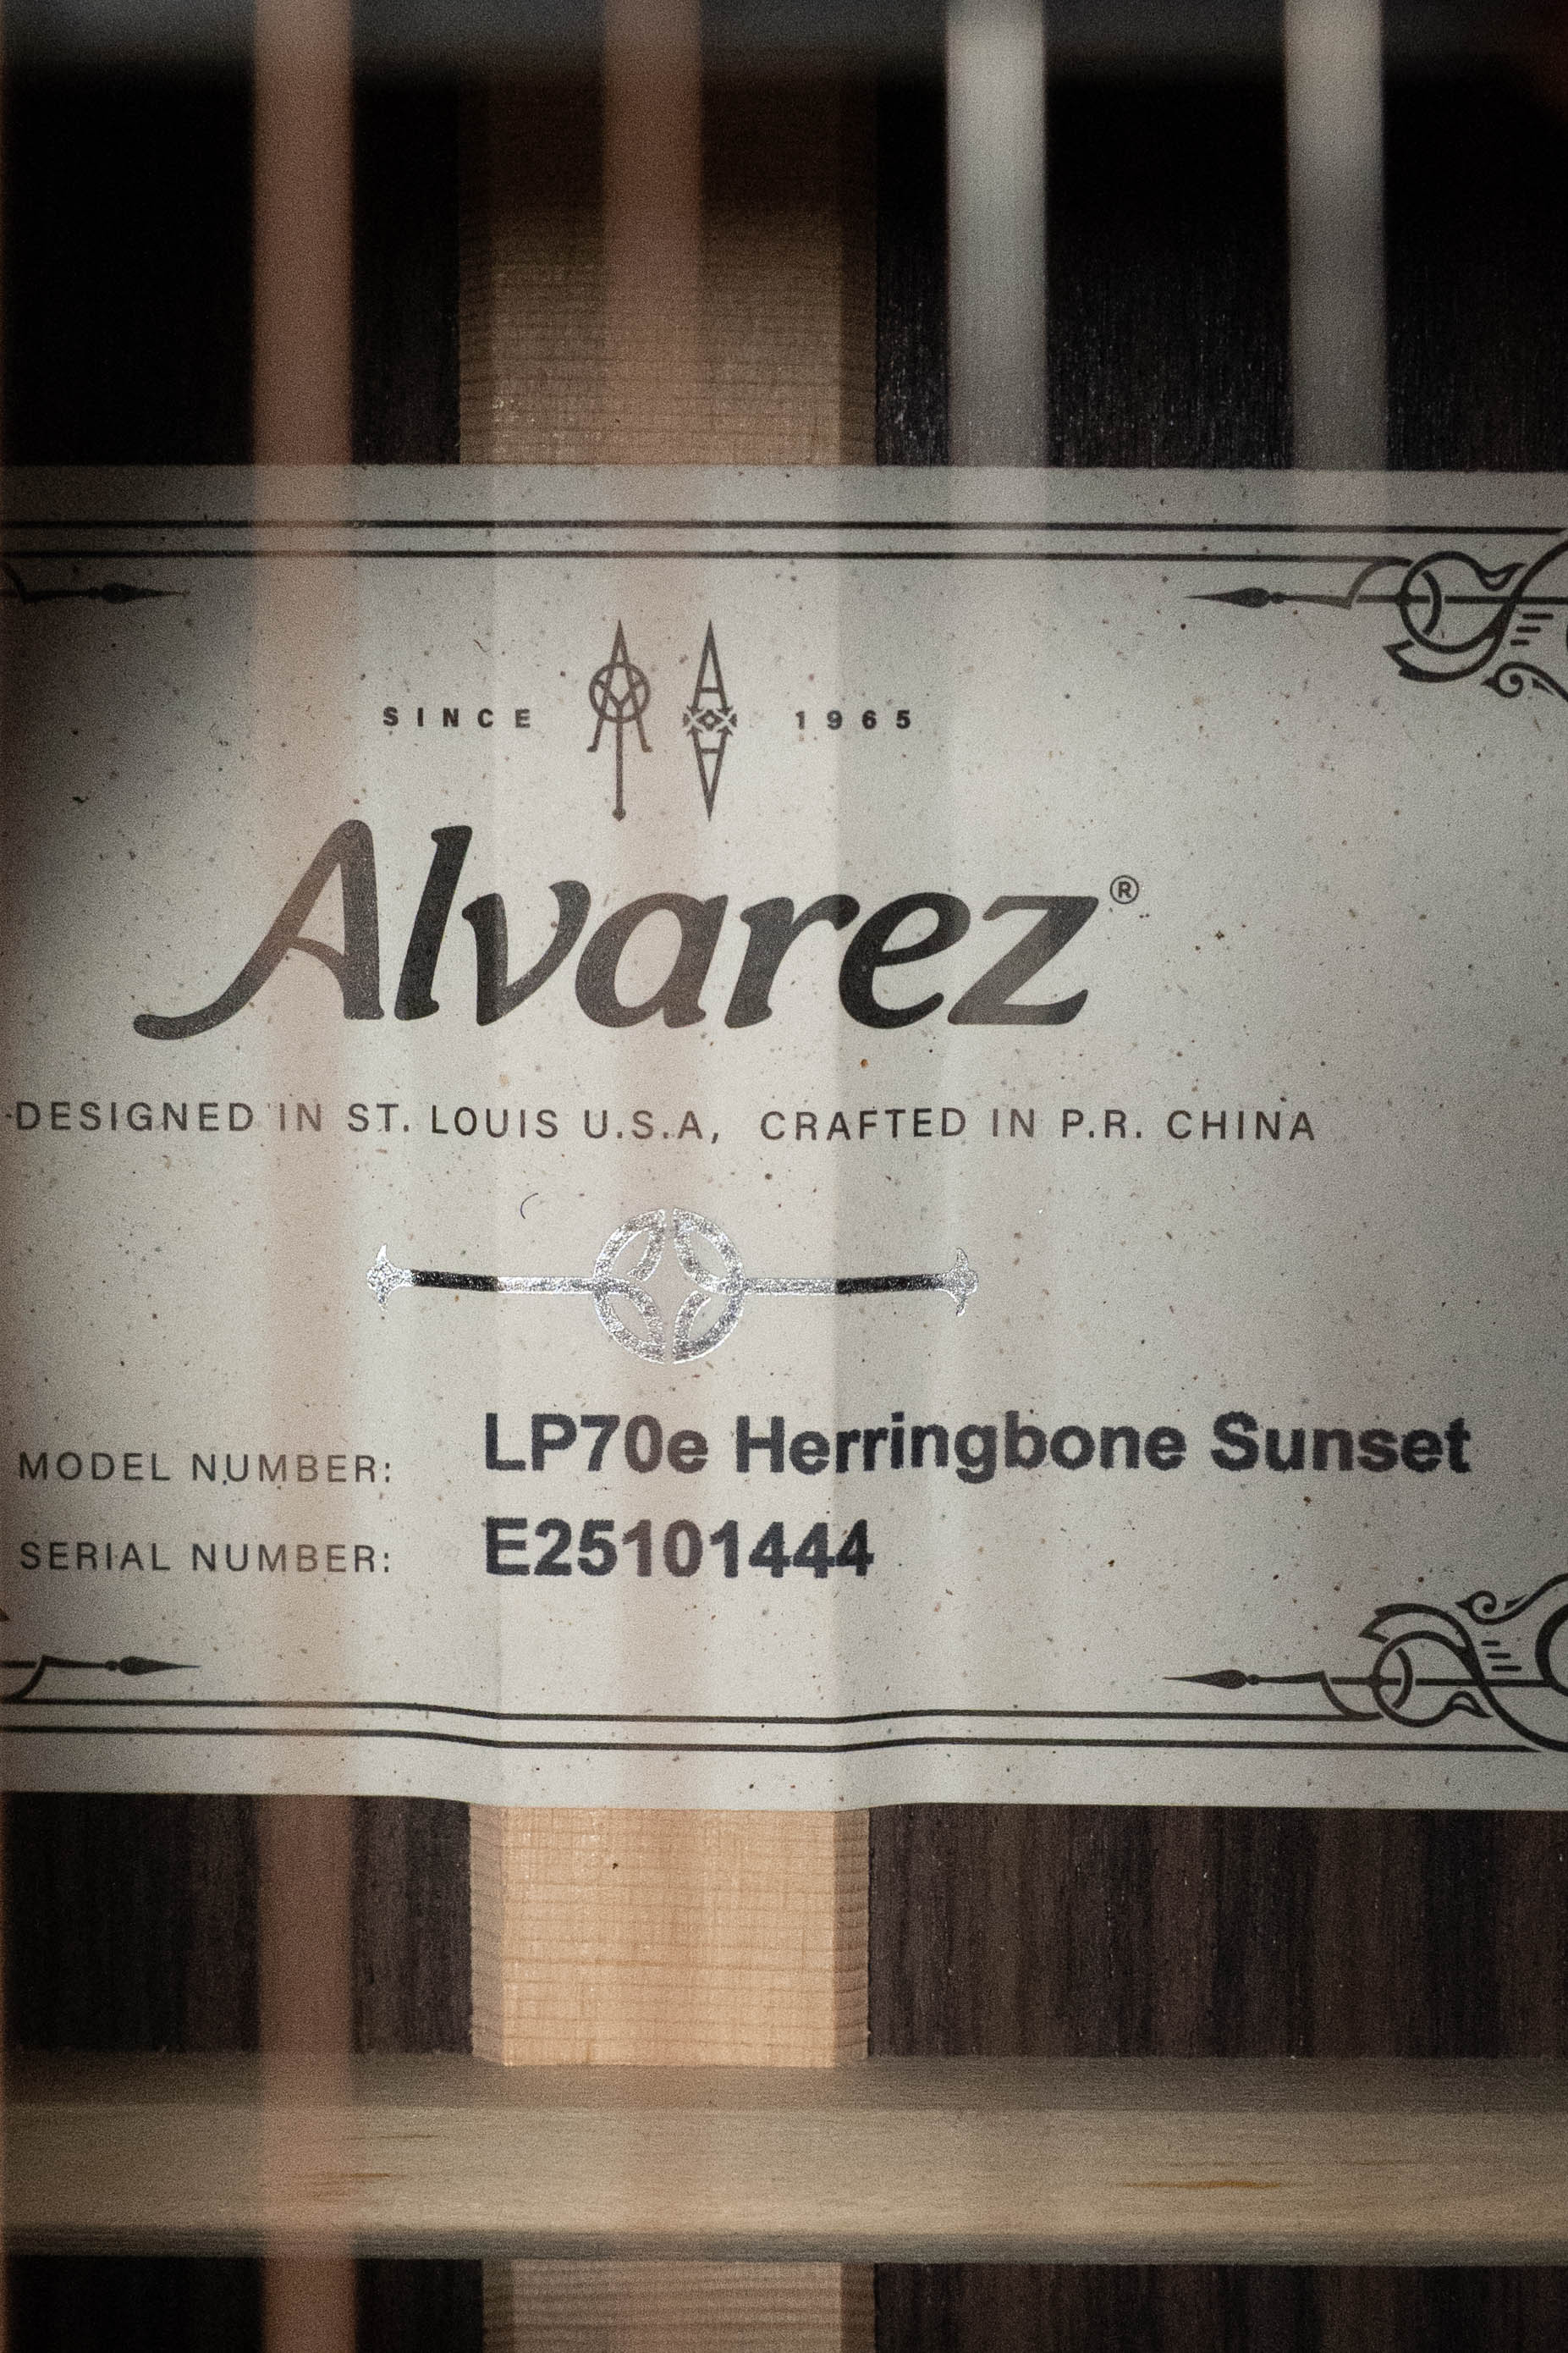 SINCE 1965
Alvarez®
DESIGNED IN ST. LOUIS U.S.A, CRAFTED IN P.R. CHINA
MODEL NUMBER: LP70e Herringbone Sunset
SERIAL NUMBER: E25101444